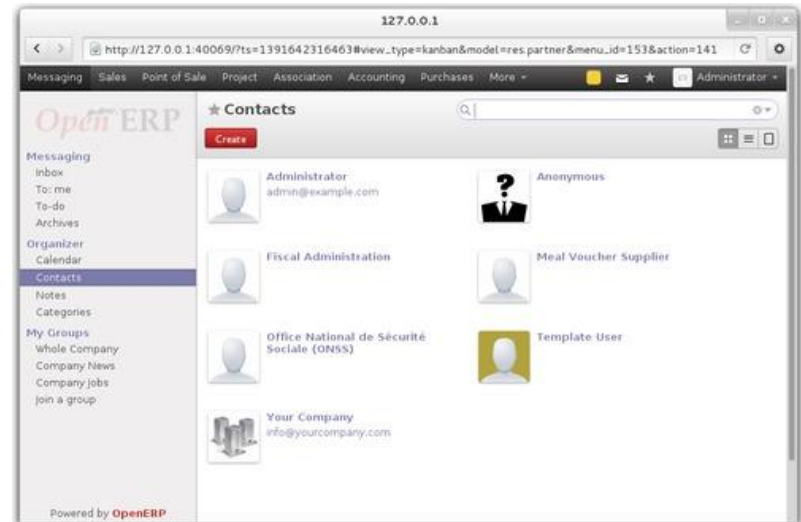 127.0.0.1
http://127.0.0.1:40069/?ts=1391642316463#view_type=kanban&model=res.partner&menu_id=153&action=141
Messaging Sales Point of Sale Project Association Accounting Purchases More Administrator
Open ERP
Contacts
Create
Messaging
Inbox
To: me
To-do
Archives
Organizer
Calendar
Contacts
Notes
Categories
My Groups
Whole Company
Company News
Company jobs
Join a group
Powered by OpenERP
Administrator
admin@example.com
Anonymous
Fiscal Administration
Meal Voucher Supplier
Office National de Sécurité
Sociale (ONSS)
Template User
Your Company
info@yourcompany.com